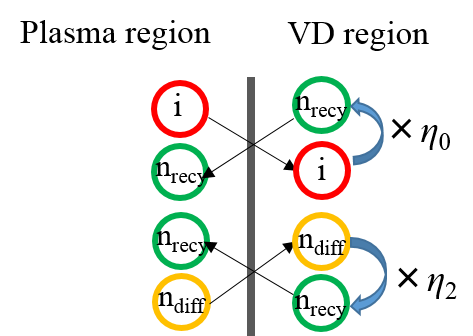 Plasma region VD region
i n_recy
× η_0
n_recy i
n_recy n_diff
× η_2
n_diff n_recy